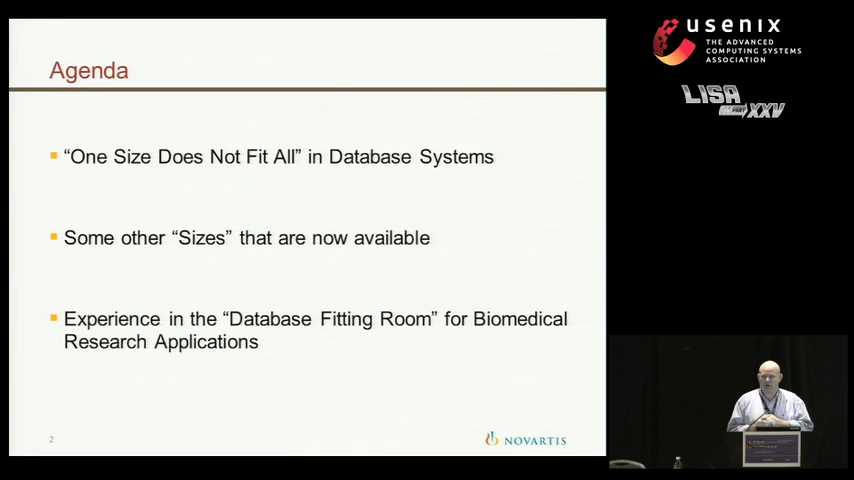 Agenda
“One Size Does Not Fit All” in Database Systems
Some other “Sizes” that are now available
Experience in the “Database Fitting Room” for Biomedical
Research Applications
2
NOVARTIS
usenix
THE ADVANCED
COMPUTING SYSTEMS
ASSOCIATION
LISA
XXV